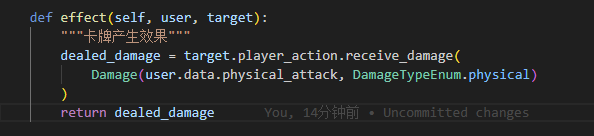 def effect(self, user, target):
"""卡牌产生效果"""
dealed_damage = target.player_action.receive_damage(
Damage(user.data.physical_attack, DamageTypeEnum.physical)
)
return dealed_damage You, 14分钟前 • Uncommitted changes